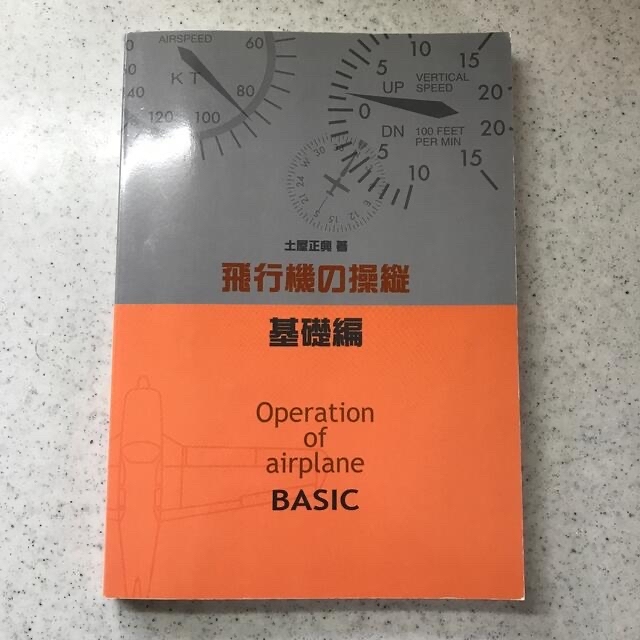 AIRSPEED
60
KT
80
100
120
140
10
15
5
UP
VERTICAL
SPEED
20
0
DN
100 FEET
PER MIN
20
5
10
15
土屋正興 著
飛行機の操縦
基礎編
Operation
of
airplane
BASIC